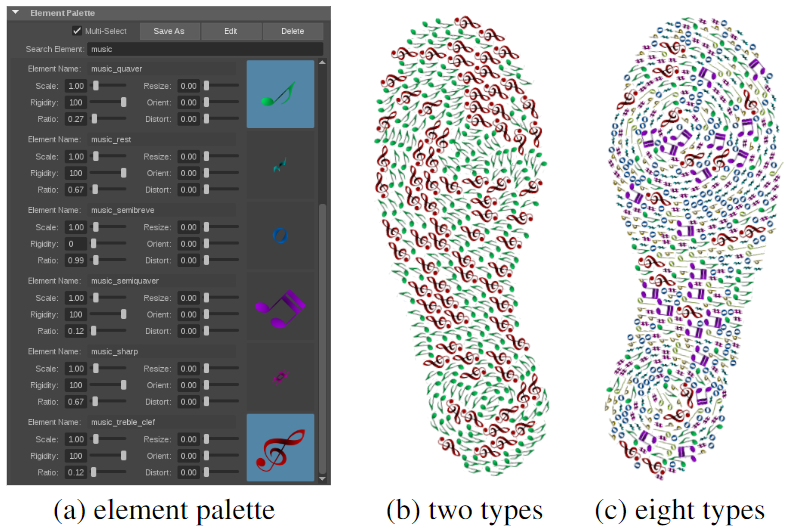 Element Palette
Multi-Select Save As Edit Delete
Search Element: music
Element Name: music_quaver
Scale: 1.00 Resize: 0.00
Rigidity: 100 Orient: 0.00
Ratio: 0.27 Distort: 0.00
Element Name: music_rest
Scale: 1.00 Resize: 0.00
Rigidity: 100 Orient: 0.00
Ratio: 0.67 Distort: 0.00
Element Name: music_semibreve
Scale: 1.00 Resize: 0.00
Rigidity: 0 Orient: 0.00
Ratio: 0.99 Distort: 0.00
Element Name: music_semiquaver
Scale: 1.00 Resize: 0.00
Rigidity: 100 Orient: 0.00
Ratio: 0.12 Distort: 0.00
Element Name: music_sharp
Scale: 1.00 Resize: 0.00
Rigidity: 100 Orient: 0.00
Ratio: 0.67 Distort: 0.00
Element Name: music_treble_clef
Scale: 1.00 Resize: 0.00
Rigidity: 100 Orient: 0.00
Ratio: 0.12 Distort: 0.00
(a) element palette (b) two types (c) eight types